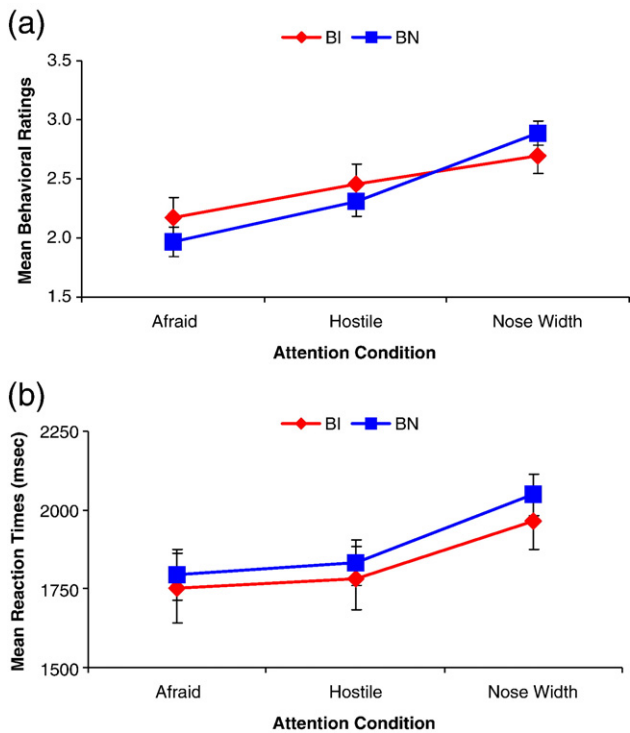 (a)
BI BN
Mean Behavioral Ratings
3.5
3.0
2.5
2.0
1.5
Afraid Hostile Nose Width
Attention Condition
(b)
BI BN
Mean Reaction Times (msec)
2250
2000
1750
1500
Afraid Hostile Nose Width
Attention Condition